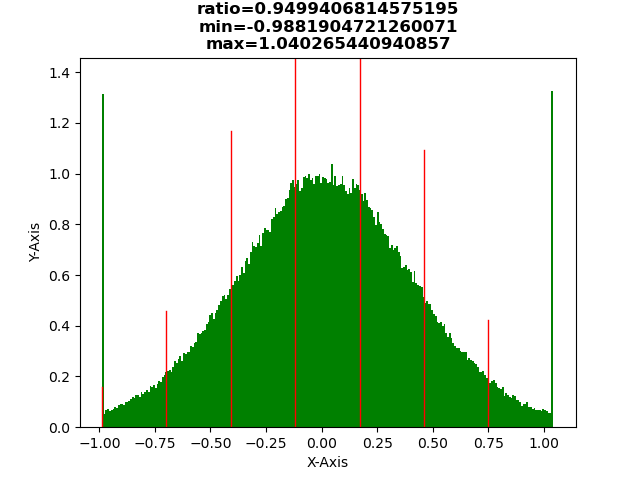 ratio=0.9499406814575195
min=-0.9881904721260071
max=1.040265440940857
1.4
1.2
1.0
0.8
0.6
0.4
0.2
0.0
Y-Axis
−1.00 −0.75 −0.50 −0.25 0.00 0.25 0.50 0.75 1.00
X-Axis